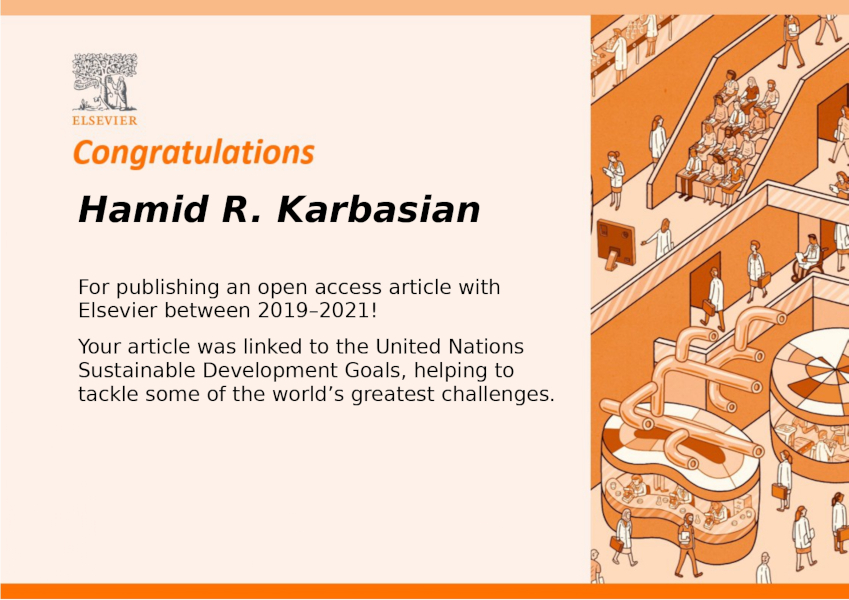 ELSEVIER
Congratulations
Hamid R. Karbasian
For publishing an open access article with
Elsevier between 2019–2021!
Your article was linked to the United Nations
Sustainable Development Goals, helping to
tackle some of the world’s greatest challenges.